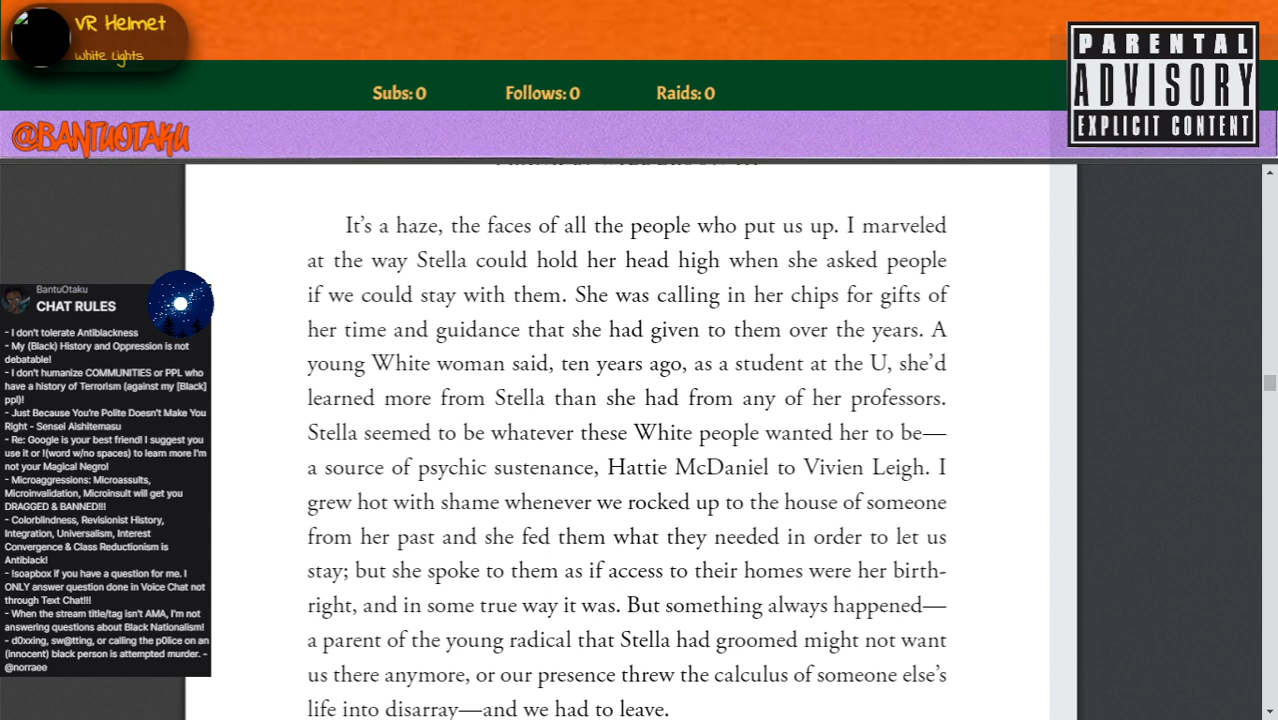 VR Helmet
White Lights
Subs: 0
Follows: 0
Raids: 0
PARENTAL
ADVISORY
EXPLICIT CONTENT
@BANTUOTAKU
It’s a haze, the faces of all the people who put us up. I marveled
at the way Stella could hold her head high when she asked people
if we could stay with them. She was calling in her chips for gifts of
her time and guidance that she had given to them over the years. A
young White woman said, ten years ago, as a student at the U, she’d
learned more from Stella than she had from any of her professors.
Stella seemed to be whatever these White people wanted her to be—
a source of psychic sustenance, Hattie McDaniel to Vivien Leigh. I
grew hot with shame whenever we rocked up to the house of someone
from her past and she fed them what they needed in order to let us
stay; but she spoke to them as if access to their homes were her birth-
right, and in some true way it was. But something always happened—
a parent of the young radical that Stella had groomed might not want
us there anymore, or our presence threw the calculus of someone else’s
life into disarray—and we had to leave.
BantuOtaku
CHAT RULES
- I don't tolerate Antiblackness
- My (Black) History and Oppression is not
debatable!
- I don't humanize COMMUNITIES or PPL who
have a history of Terrorism (against my [Black]
ppl)!
- Just Because You're Polite Doesn't Make You
Right - Sensei Aishitemasu
- Re: Google is your best friend! I suggest you
use it or !(word w/no spaces) to learn more I'm
not your Magical Negro!
- Microaggressions: Microassults,
Microinvalidation, Microinsult will get you
DRAGGED & BANNED!!!
- Colorblindness, Revisionist History,
Integration, Universalism, Interest
Convergence & Class Reductionism is
Antiblack!
- !soapbox if you have a question for me. I
ONLY answer question done in Voice Chat not
through Text Chat!!!
- When the stream title/tag isn't AMA, I'm not
answering questions about Black Nationalism!
- d0xxing, sw@tting, or calling the p0lice on an
(innocent) black person is attempted murder. -
@norraee